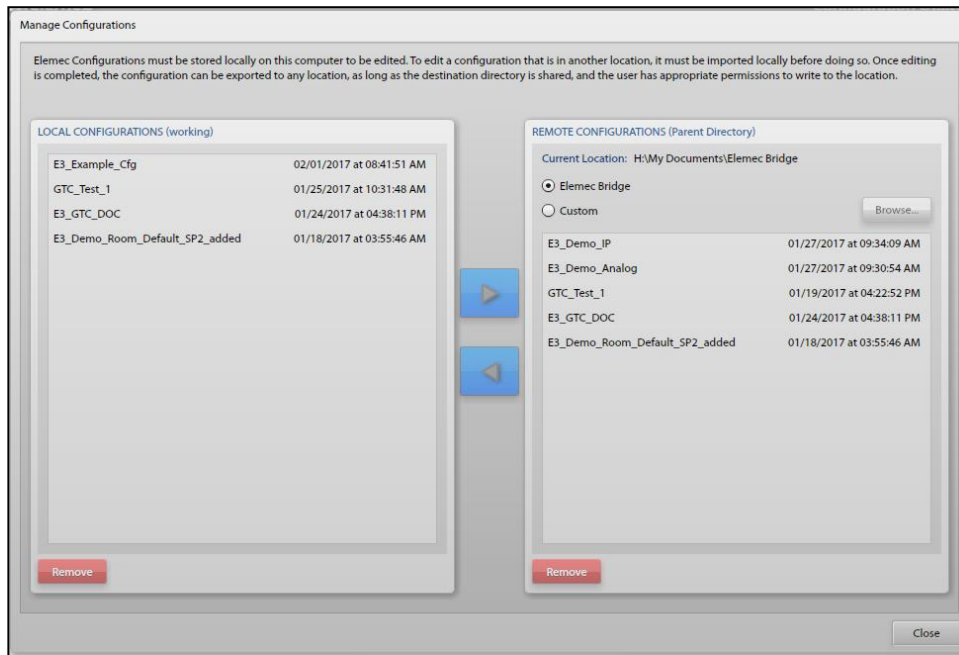 Manage Configurations
Elemec Configurations must be stored locally on this computer to be edited. To edit a configuration that is in another location, it must be imported locally before doing so. Once editing
is completed, the configuration can be exported to any location, as long as the destination directory is shared, and the user has appropriate permissions to write to the location.
LOCAL CONFIGURATIONS (working)
E3_Example_Cfg 02/01/2017 at 08:41:51 AM
GTC_Test_1 01/25/2017 at 10:31:48 AM
E3_GTC_DOC 01/24/2017 at 04:38:11 PM
E3_Demo_Room_Default_SP2_added 01/18/2017 at 03:55:46 AM
Remove
REMOTE CONFIGURATIONS (Parent Directory)
Current Location: H:\My Documents\Elemec Bridge
Elemec Bridge
Custom
Browse...
E3_Demo_IP 01/27/2017 at 09:34:09 AM
E3_Demo_Analog 01/27/2017 at 09:30:54 AM
GTC_Test_1 01/19/2017 at 04:22:52 PM
E3_GTC_DOC 01/24/2017 at 04:38:11 PM
E3_Demo_Room_Default_SP2_added 01/18/2017 at 03:55:46 AM
Remove
Close